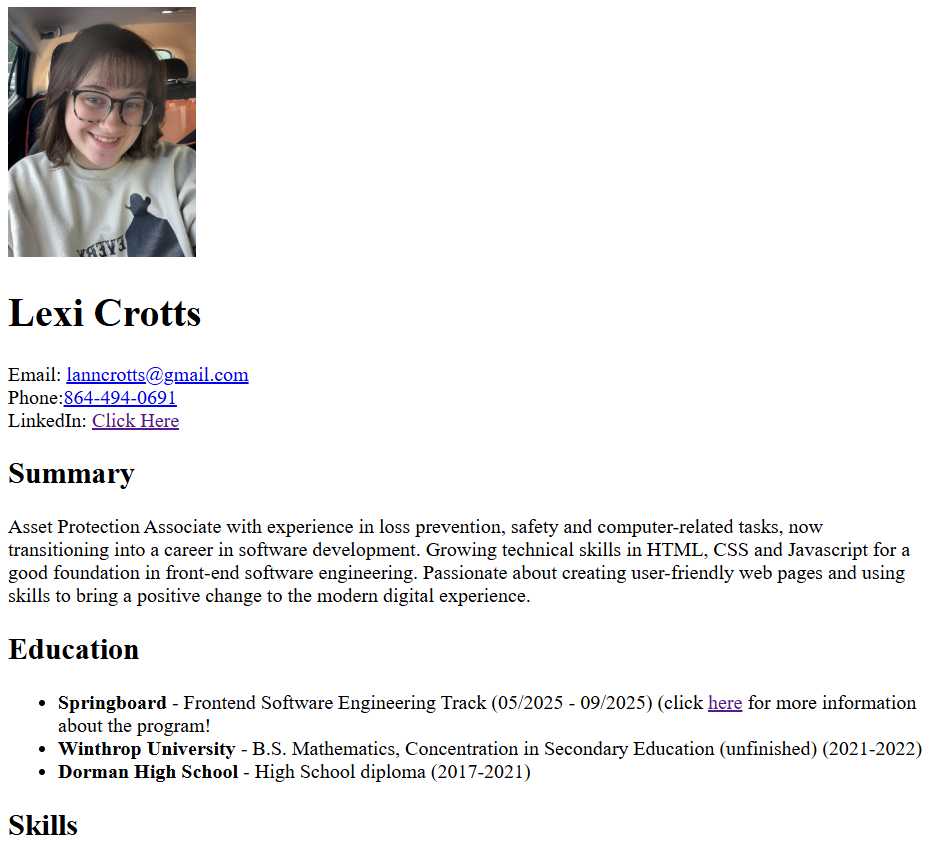 EVERY
Lexi Crotts
Email: lanncrotts@gmail.com
Phone:864-494-0691
LinkedIn: Click Here
Summary
Asset Protection Associate with experience in loss prevention, safety and computer-related tasks, now
transitioning into a career in software development. Growing technical skills in HTML, CSS and Javascript for a
good foundation in front-end software engineering. Passionate about creating user-friendly web pages and using
skills to bring a positive change to the modern digital experience.
Education
• Springboard - Frontend Software Engineering Track (05/2025 - 09/2025) (click here for more information
about the program!
• Winthrop University - B.S. Mathematics, Concentration in Secondary Education (unfinished) (2021-2022)
• Dorman High School - High School diploma (2017-2021)
Skills